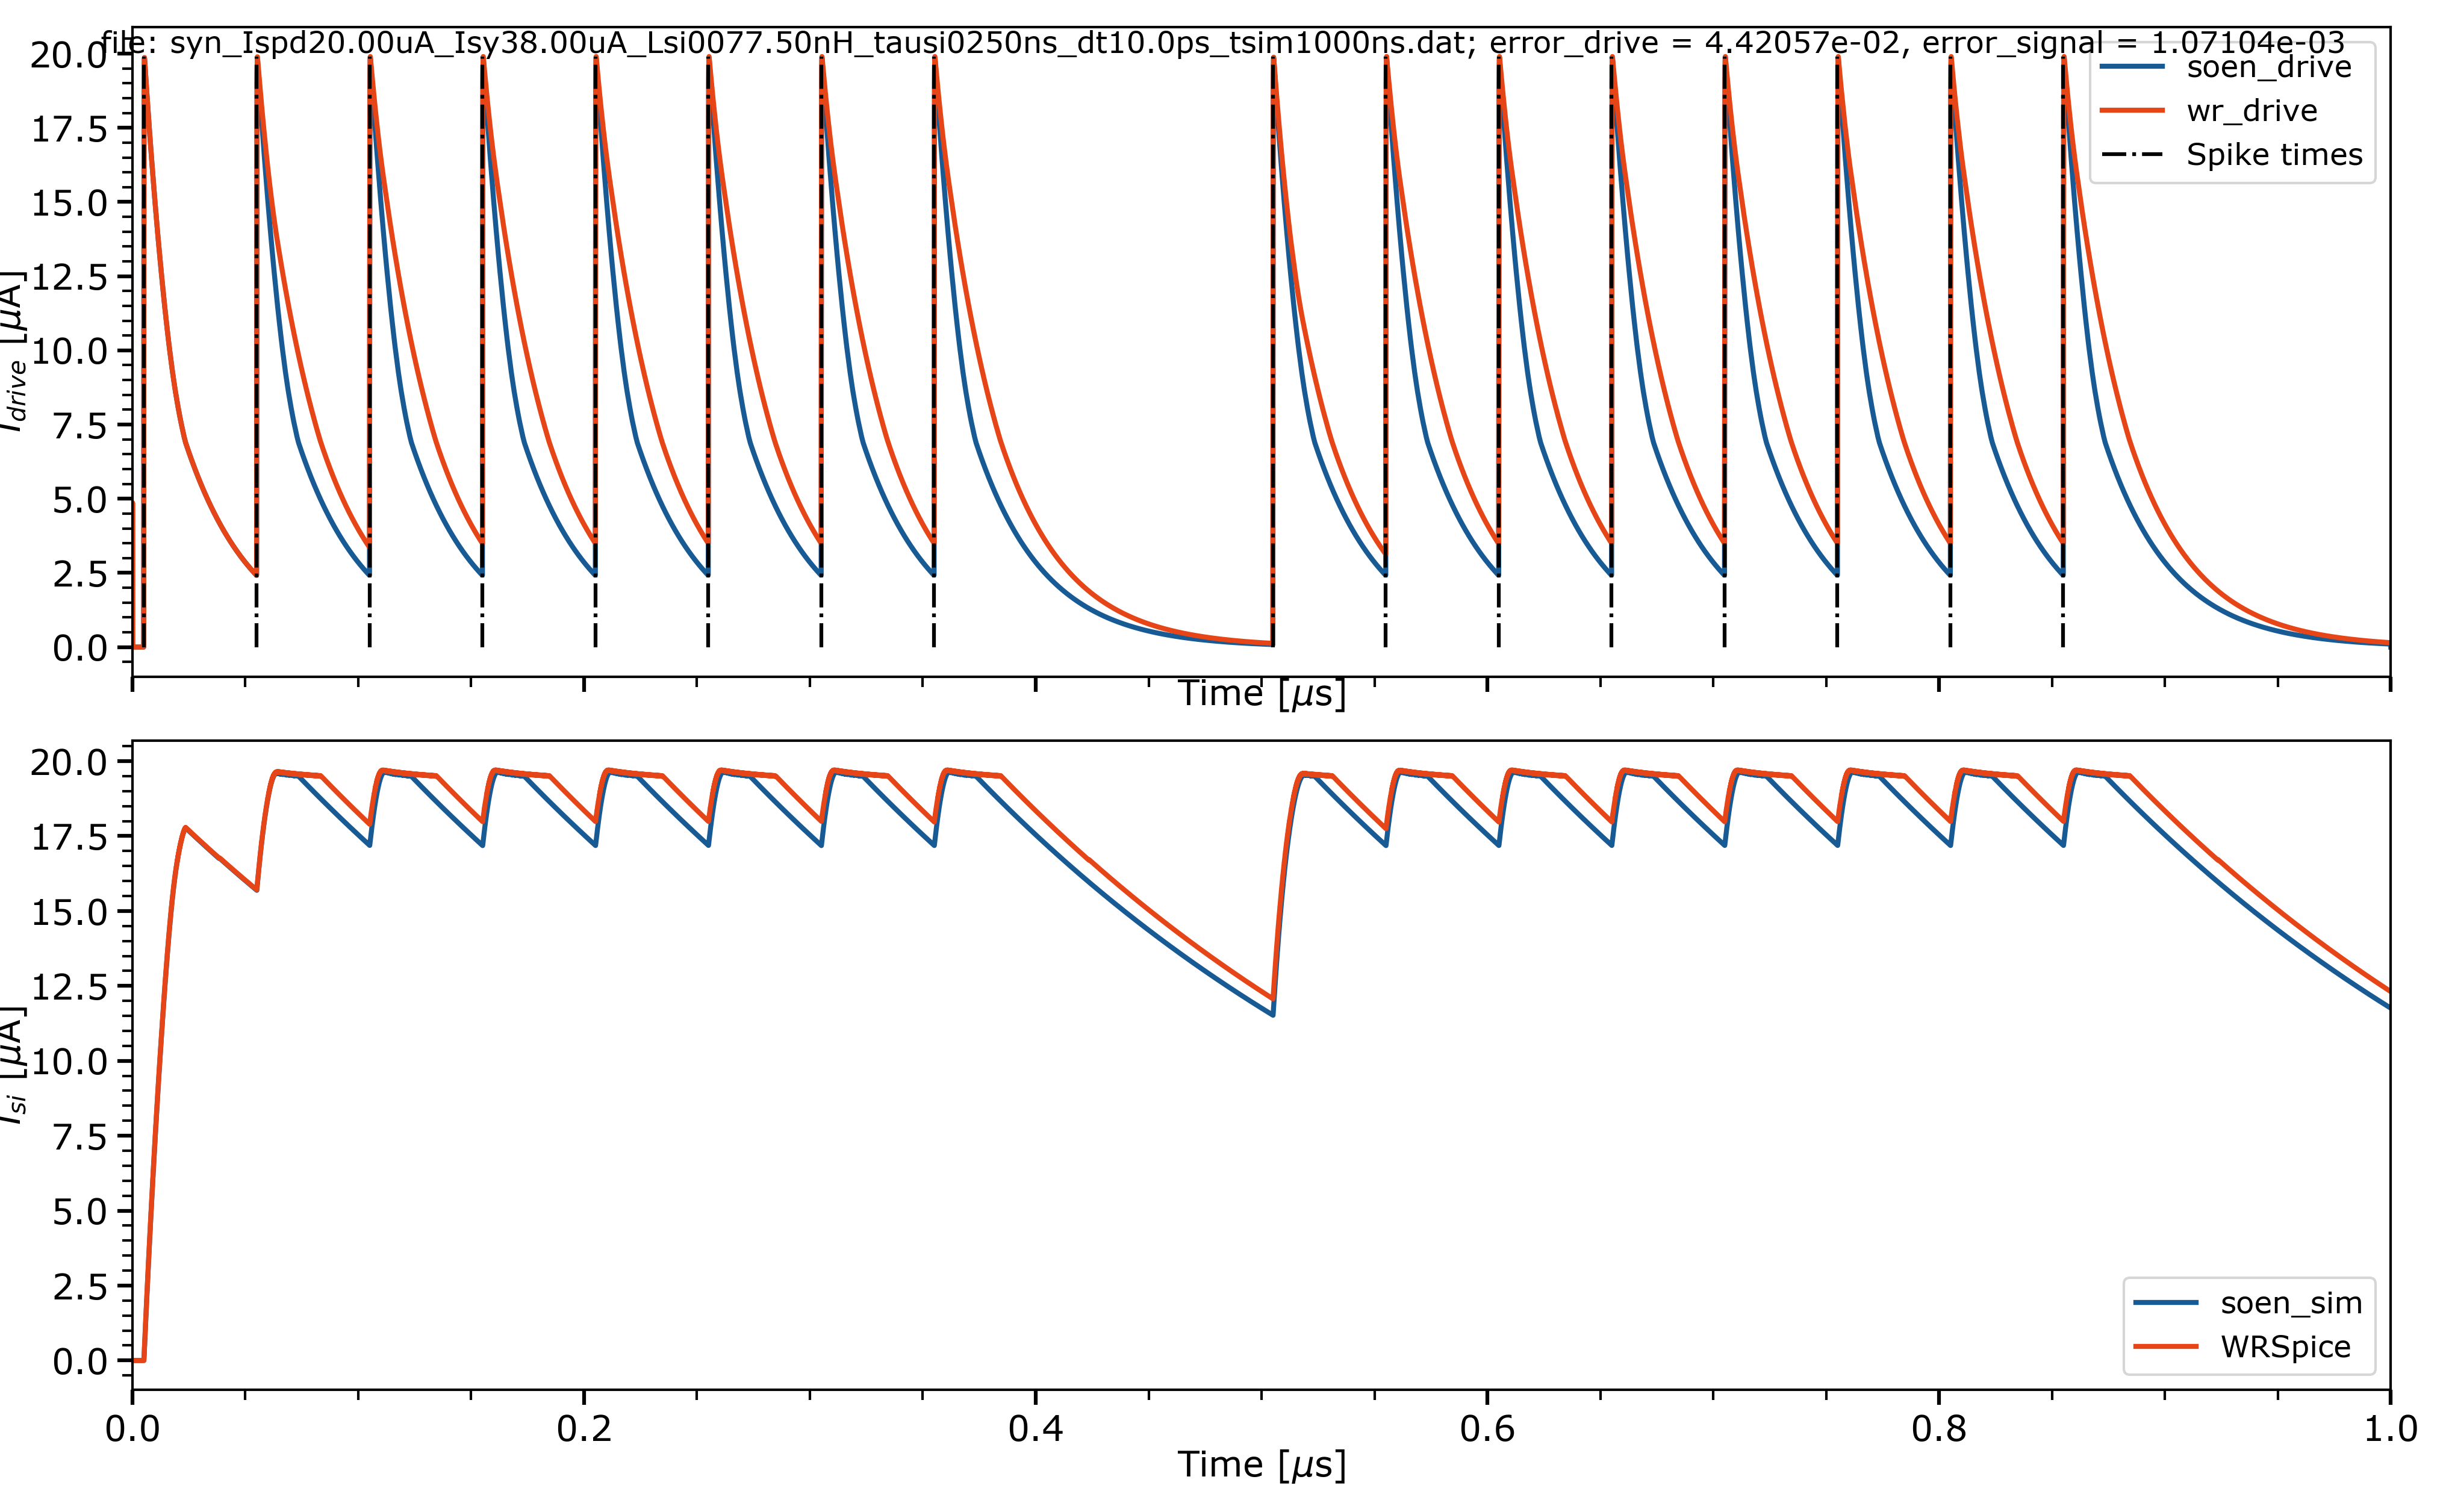 file: syn_Ispd20.00uA_Isy38.00uA_Lsi0077.50nH_tausi0250ns_dt10.0ps_tsim1000ns.dat; error_drive = 4.42057e-02, error_signal = 1.07104e-03
soen_drive
wr_drive
Spike times
I_drive [μA]
20.0
17.5
15.0
12.5
10.0
7.5
5.0
2.5
0.0
Time [μs]
I_si [μA]
20.0
17.5
15.0
12.5
10.0
7.5
5.0
2.5
0.0
soen_sim
WRSpice
0.0 0.2 0.4 0.6 0.8 1.0
Time [μs]